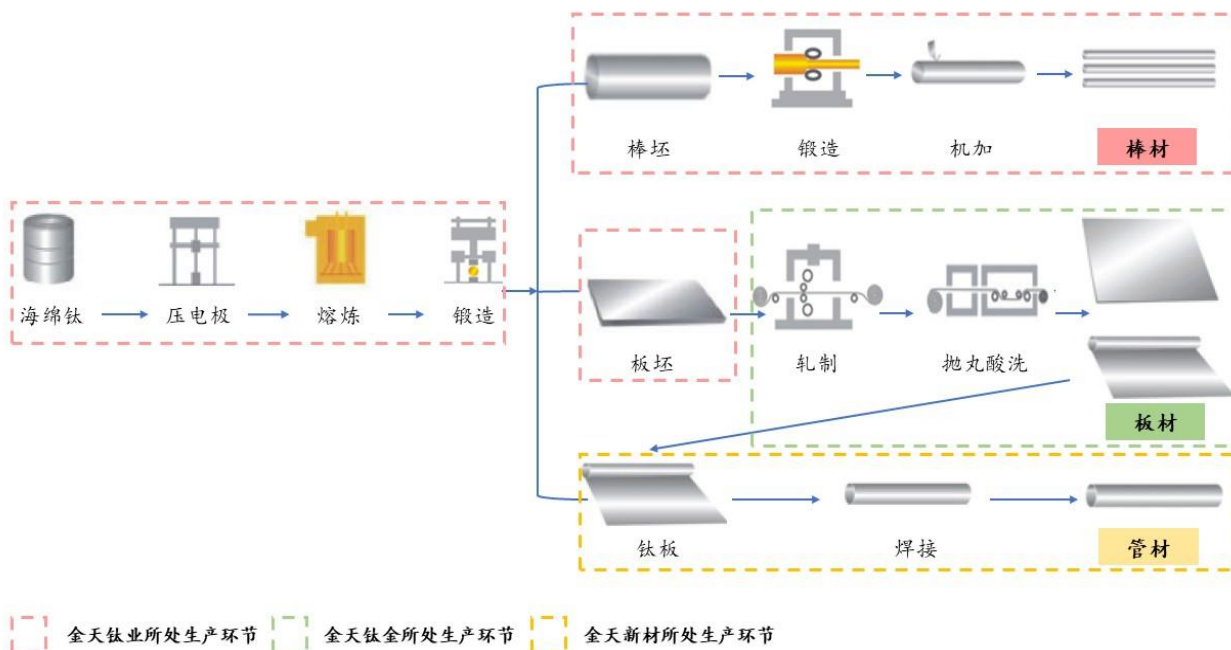 棒坯
锻造
机加
棒材
海绵钛
压电极
熔炼
锻造
板坯
轧制
抛丸酸洗
板材
钛板
焊接
管材
金天钛业所处生产环节
金天钛金所处生产环节
金天新材所处生产环节